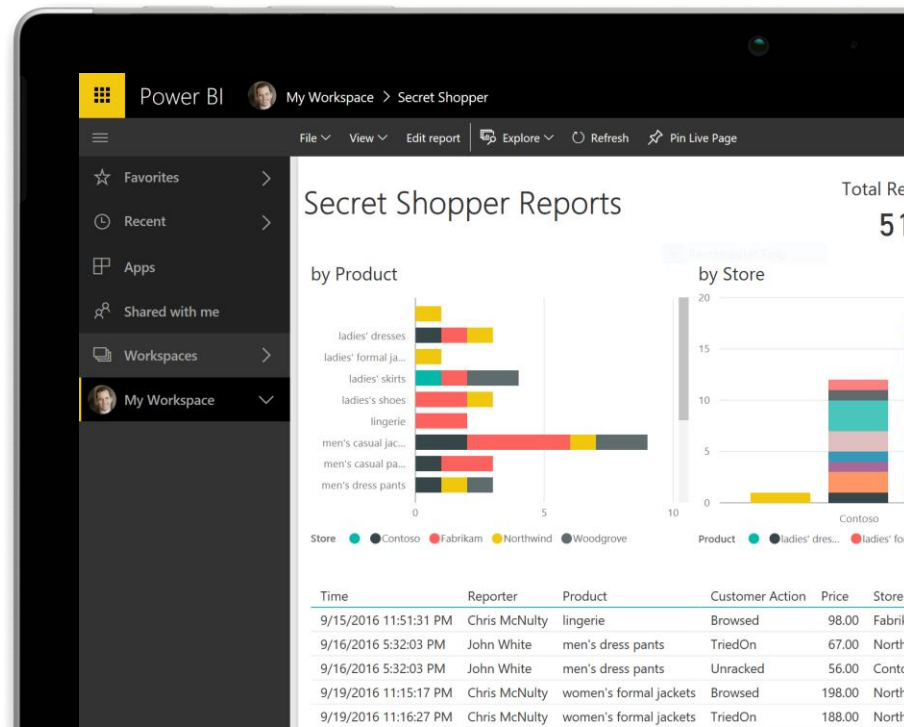 Power BI My Workspace > Secret Shopper
File View Edit report Explore Refresh Pin Live Page
Favorites
Recent
Apps
Shared with me
Workspaces
My Workspace
Secret Shopper Reports
Total Re
51
by Product
ladies' dresses
ladies' formal ja...
ladies' skirts
ladies's shoes
lingerie
men's casual jac...
men's casual pa...
men's dress pants
0 5 10
Store Contoso Fabrikam Northwind Woodgrove
by Store
20
15
10
5
0
Contoso
Product ladies' dres... ladies' fo
Time Reporter Product Customer Action Price Store
9/15/2016 11:51:31 PM Chris McNulty lingerie Browsed 98.00 Fabrik
9/16/2016 5:32:03 PM John White men's dress pants TriedOn 67.00 North
9/16/2016 5:32:03 PM John White men's dress pants Unracked 56.00 Conto
9/19/2016 11:15:17 PM Chris McNulty women's formal jackets Browsed 198.00 North
9/19/2016 11:16:27 PM Chris McNulty women's formal jackets TriedOn 188.00 North